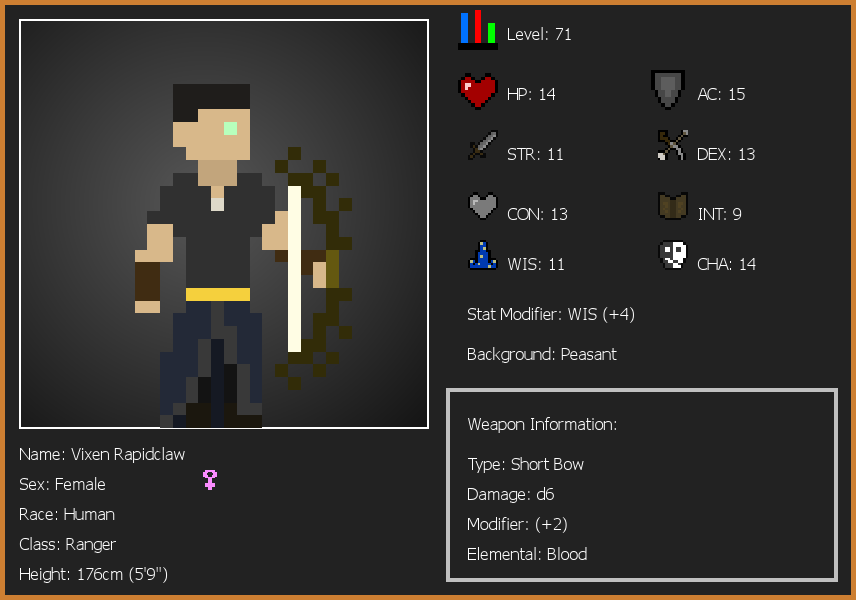 Level: 71
HP: 14
AC: 15
STR: 11
DEX: 13
CON: 13
INT: 9
WIS: 11
CHA: 14
Stat Modifier: WIS (+4)
Background: Peasant
Weapon Information:
Type: Short Bow
Damage: d6
Modifier: (+2)
Elemental: Blood
Name: Vixen Rapidclaw
Sex: Female
Race: Human
Class: Ranger
Height: 176cm (5'9")